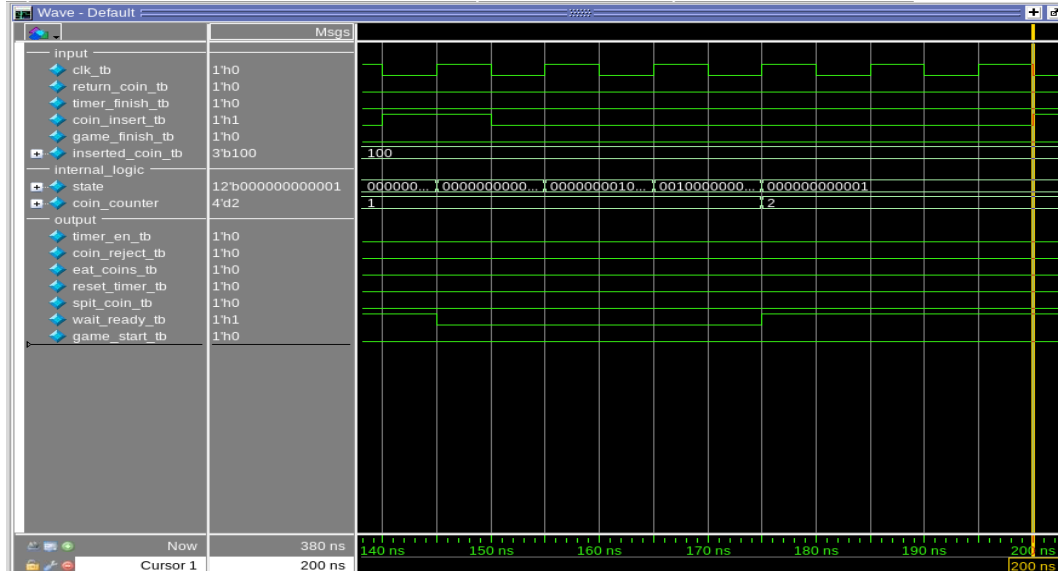 Wave - Default
Msgs
input
clk_tb 1'h0
return_coin_tb 1'h0
timer_finish_tb 1'h0
coin_insert_tb 1'h1
game_finish_tb 1'h0
inserted_coin_tb 3'b100 100
internal_logic
state 12'b000000000001 000000... 0000000000... 0000000010... 0010000000... 000000000001
coin_counter 4'd2 1 2
output
timer_en_tb 1'h0
coin_reject_tb 1'h0
eat_coins_tb 1'h0
reset_timer_tb 1'h0
spit_coin_tb 1'h0
wait_ready_tb 1'h1
game_start_tb 1'h0
Now 380 ns 140 ns 150 ns 160 ns 170 ns 180 ns 190 ns 200 ns
Cursor 1 200 ns 200 ns